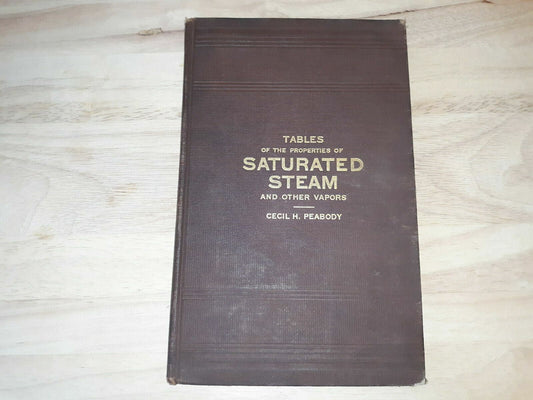 TABLES
OF THE PROPERTIES OF
SATURATED
STEAM
AND OTHER VAPORS
CECIL H. PEABODY